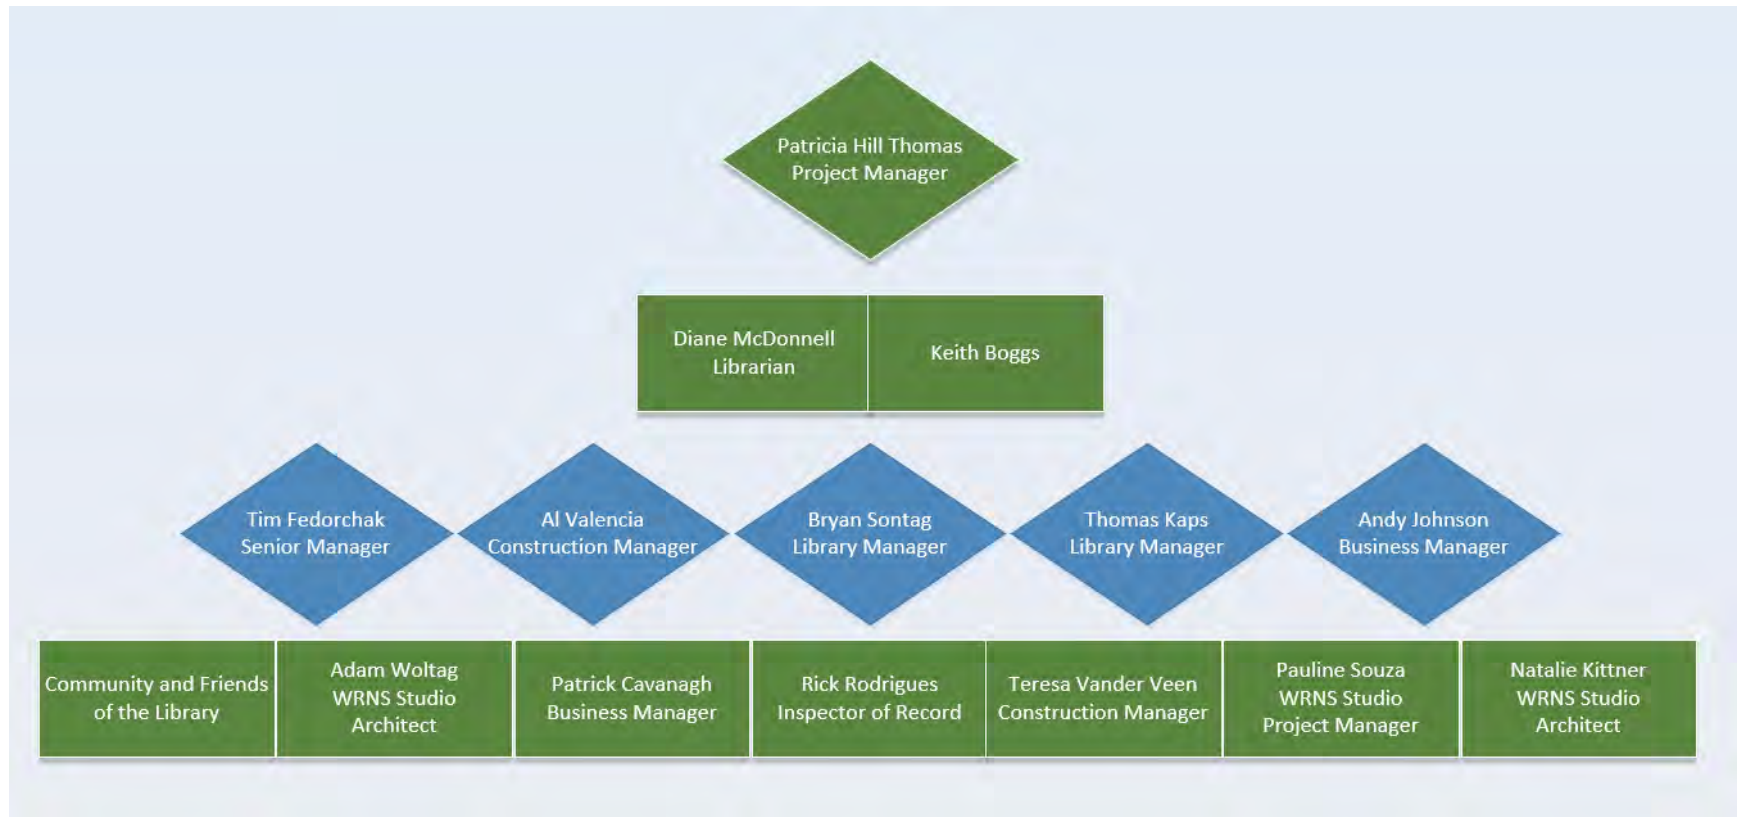 Patricia Hill Thomas
Project Manager
Diane McDonnell
Librarian
Keith Boggs
Tim Fedorchak
Senior Manager
Al Valencia
Construction Manager
Bryan Sontag
Library Manager
Thomas Kaps
Library Manager
Andy Johnson
Business Manager
Community and Friends
of the Library
Adam Woltag
WRNS Studio
Architect
Patrick Cavanagh
Business Manager
Rick Rodrigues
Inspector of Record
Teresa Vander Veen
Construction Manager
Pauline Souza
WRNS Studio
Project Manager
Natalie Kittner
WRNS Studio
Architect